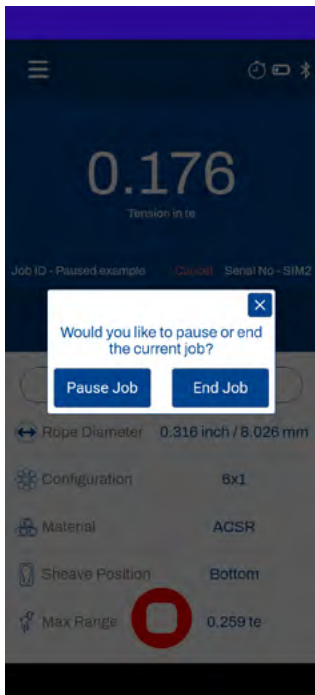 0.176
Tension in te
Job ID - Paused example Cancel Serial No - SIM2
Would you like to pause or end
the current job?
Pause Job End Job
Rope Diameter 0.316 inch / 8.026 mm
Configuration 6x1
Material ACSR
Sheave Position Bottom
Max Range 0.259 te